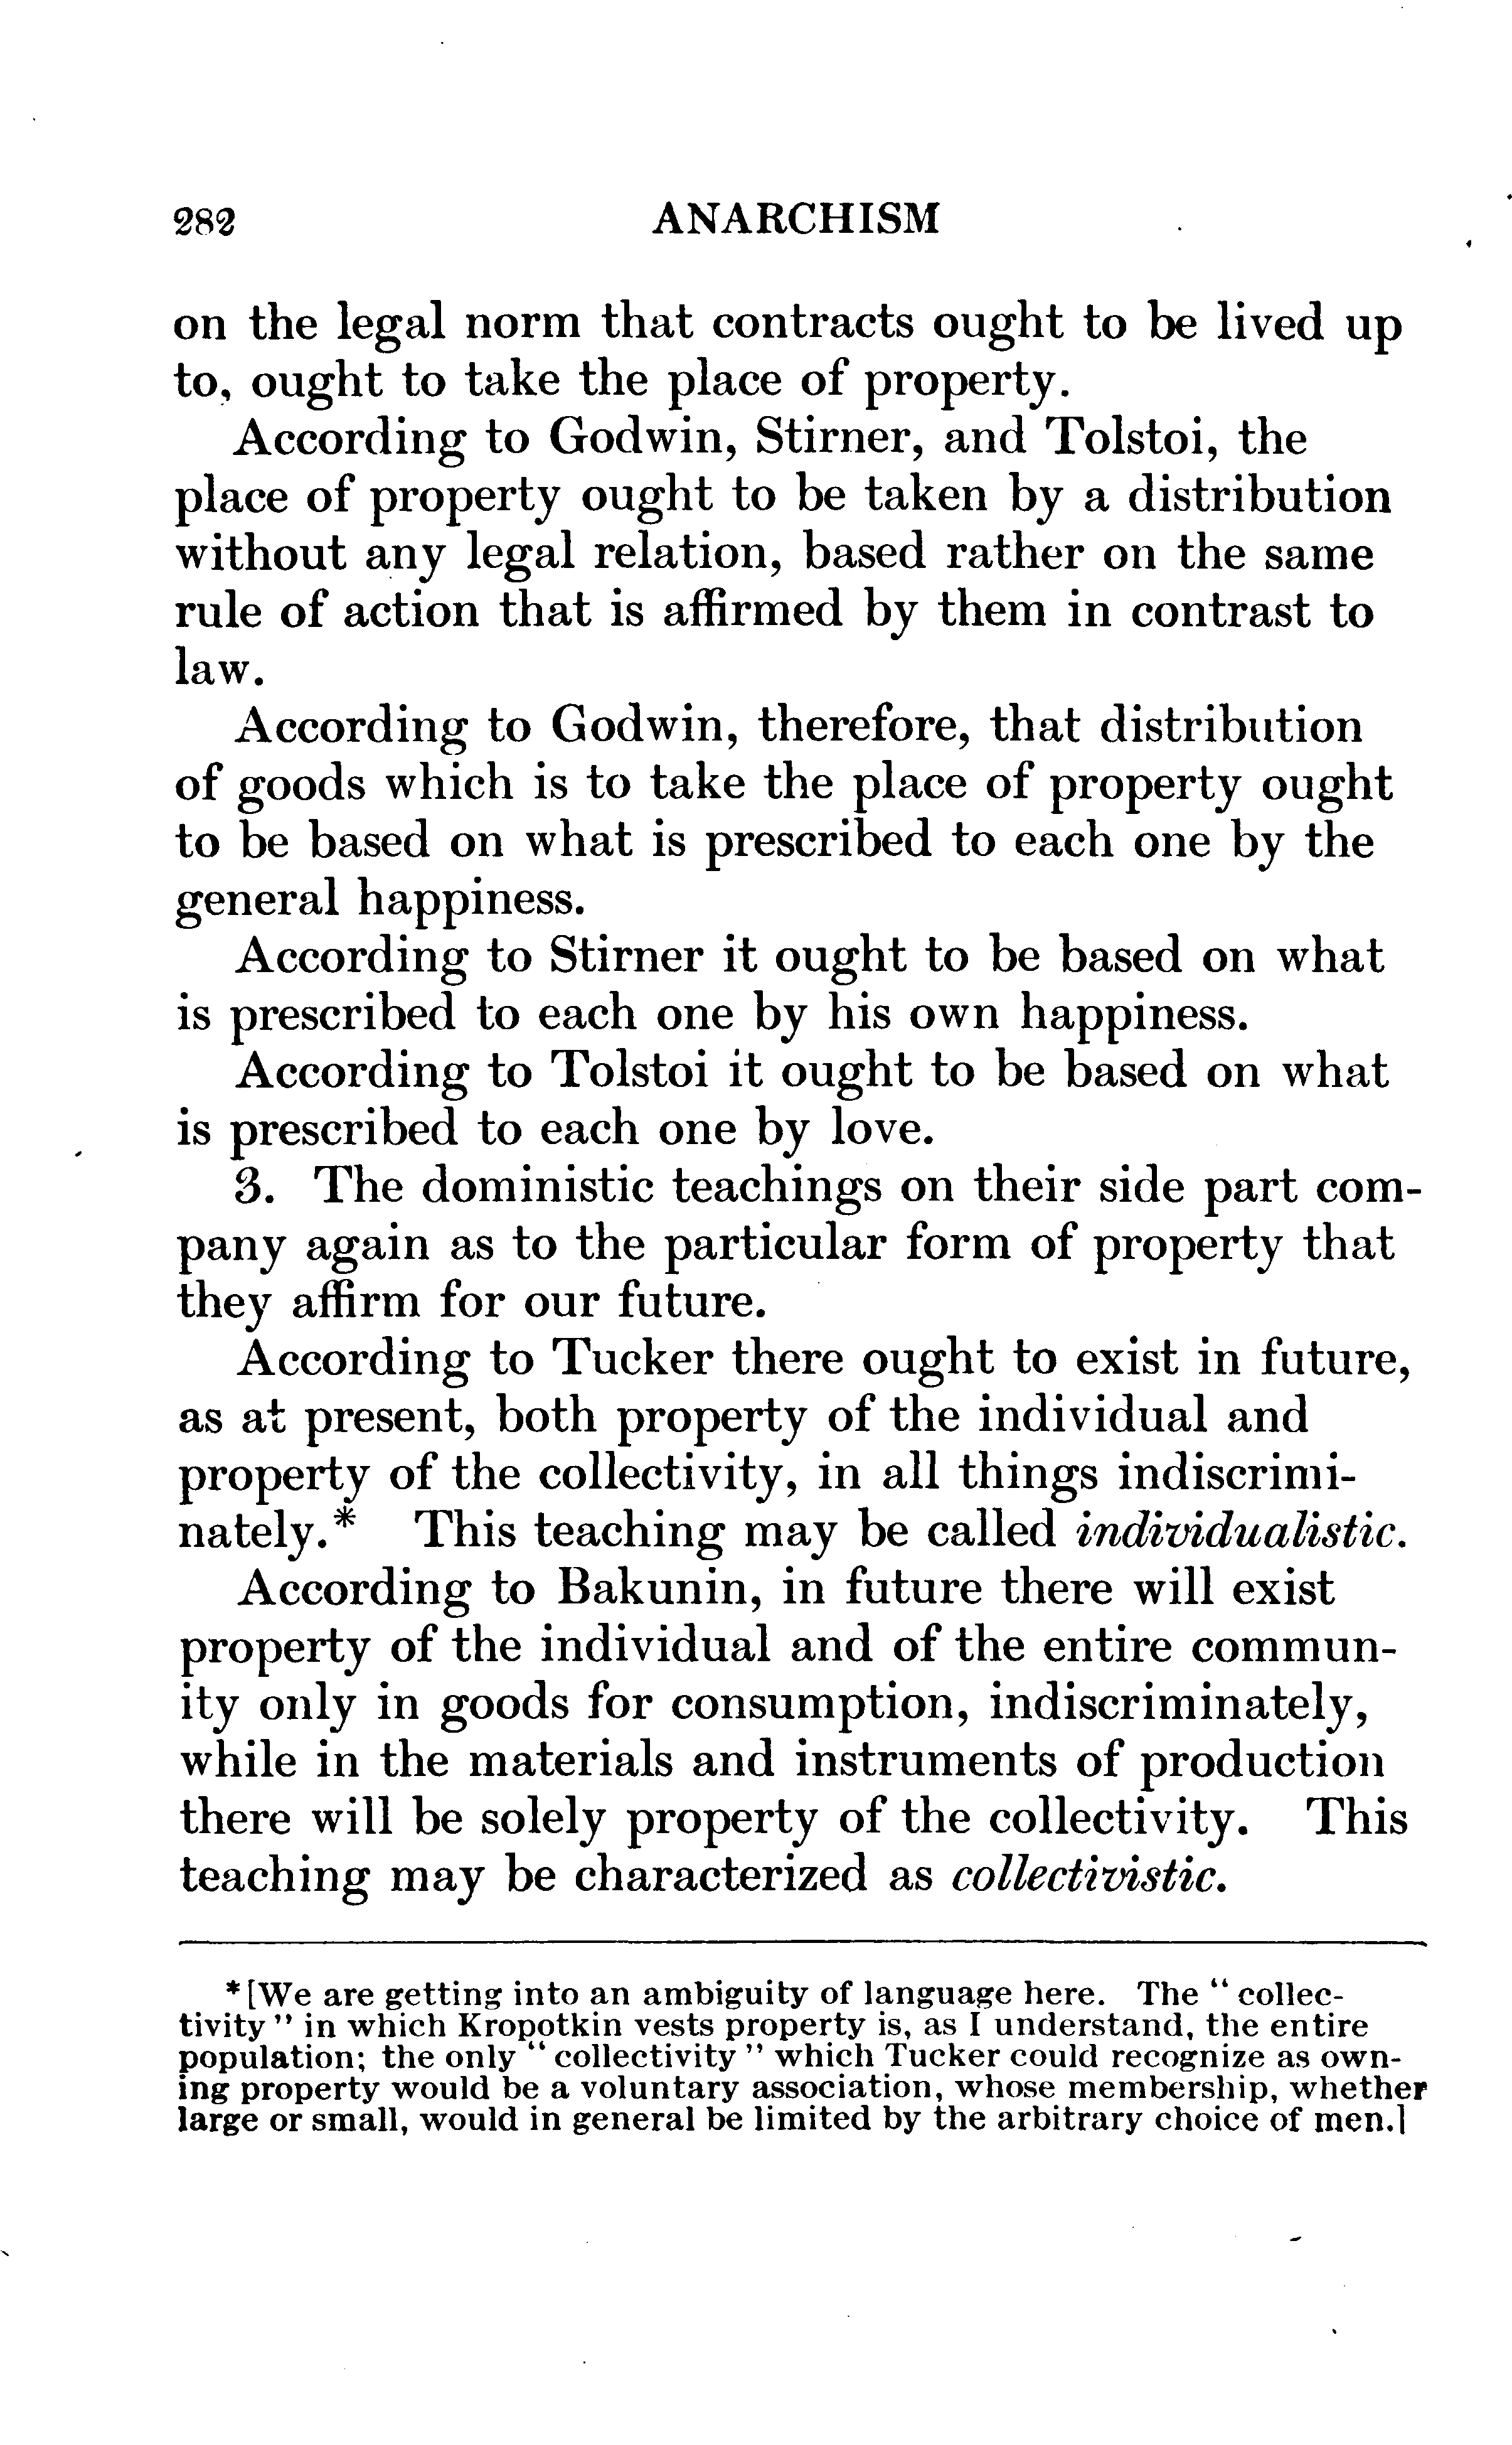 282 ANARCHISM
on the legal norm that contracts ought to be lived up
to, ought to take the place of property.
According to Godwin, Stirner, and Tolstoi, the
place of property ought to be taken by a distribution
without any legal relation, based rather on the same
rule of action that is affirmed by them in contrast to
law.
According to Godwin, therefore, that distribution
of goods which is to take the place of property ought
to be based on what is prescribed to each one by the
general happiness.
According to Stirner it ought to be based on what
is prescribed to each one by his own happiness.
According to Tolstoi it ought to be based on what
is prescribed to each one by love.
3. The doministic teachings on their side part com-
pany again as to the particular form of property that
they affirm for our future.
According to Tucker there ought to exist in future,
as at present, both property of the individual and
property of the collectivity, in all things indiscrimi-
nately.* This teaching may be called individualistic.
According to Bakunin, in future there will exist
property of the individual and of the entire commun-
ity only in goods for consumption, indiscriminately,
while in the materials and instruments of production
there will be solely property of the collectivity. This
teaching may be characterized as collectivistic.
* [We are getting into an ambiguity of language here. The " collec-
tivity " in which Kropotkin vests property is, as I understand, the entire
population; the only " collectivity " which Tucker could recognize as own-
ing property would be a voluntary association, whose membership, whether
large or small, would in general be limited by the arbitrary choice of men.]